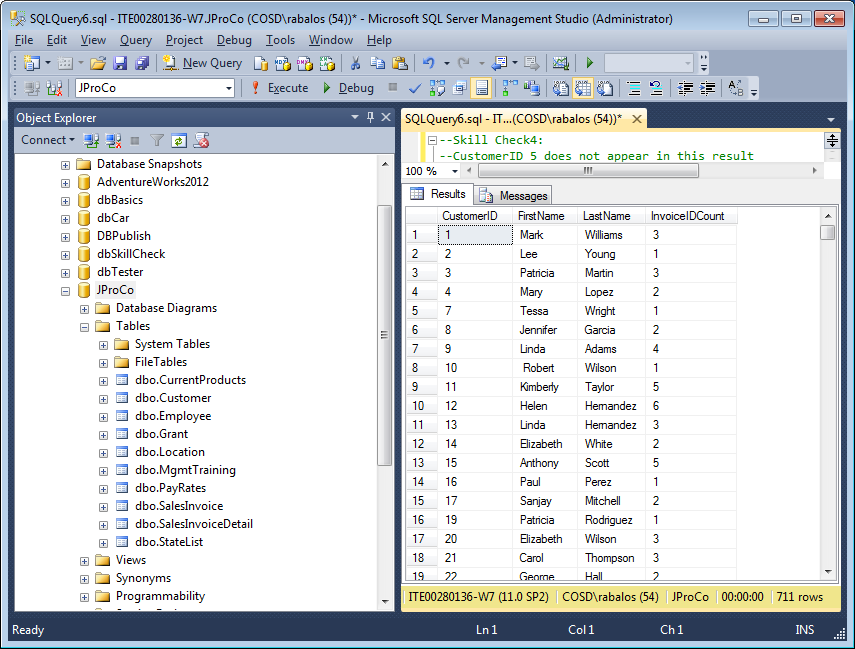 SQLQuery6.sql - ITE00280136-W7.JProCo (COSD\rabalos (54))* - Microsoft SQL Server Management Studio (Administrator)
File Edit View Query Project Debug Tools Window Help
New Query
JProCo Execute Debug
Object Explorer
Connect
Database Snapshots
AdventureWorks2012
dbBasics
dbCar
DBPublish
dbSkillCheck
dbTester
JProCo
Database Diagrams
Tables
System Tables
FileTables
dbo.CurrentProducts
dbo.Customer
dbo.Employee
dbo.Grant
dbo.Location
dbo.MgmtTraining
dbo.PayRates
dbo.SalesInvoice
dbo.SalesInvoiceDetail
dbo.StateList
Views
Synonyms
Programmability
SQLQuery6.sql - IT...(COSD\rabalos (54))*
--Skill Check4:
--CustomerID 5 does not appear in this result
100 %
Results Messages
CustomerID FirstName LastName InvoiceIDCount
1 1 Mark Williams 3
2 2 Lee Young 1
3 3 Patricia Martin 3
4 4 Mary Lopez 2
5 7 Tessa Wright 1
6 8 Jennifer Garcia 2
7 9 Linda Adams 4
8 10 Robert Wilson 1
9 11 Kimberly Taylor 5
10 12 Helen Hernandez 6
11 13 Linda Hernandez 3
12 14 Elizabeth White 2
13 15 Anthony Scott 5
14 16 Paul Perez 1
15 17 Sanjay Mitchell 2
16 19 Patricia Rodriguez 1
17 20 Elizabeth Wilson 3
18 21 Carol Thompson 3
19 22 George Hall 2
ITE00280136-W7 (11.0 SP2) COSD\rabalos (54) JProCo 00:00:00 711 rows
Ready Ln 1 Col 1 Ch 1 INS